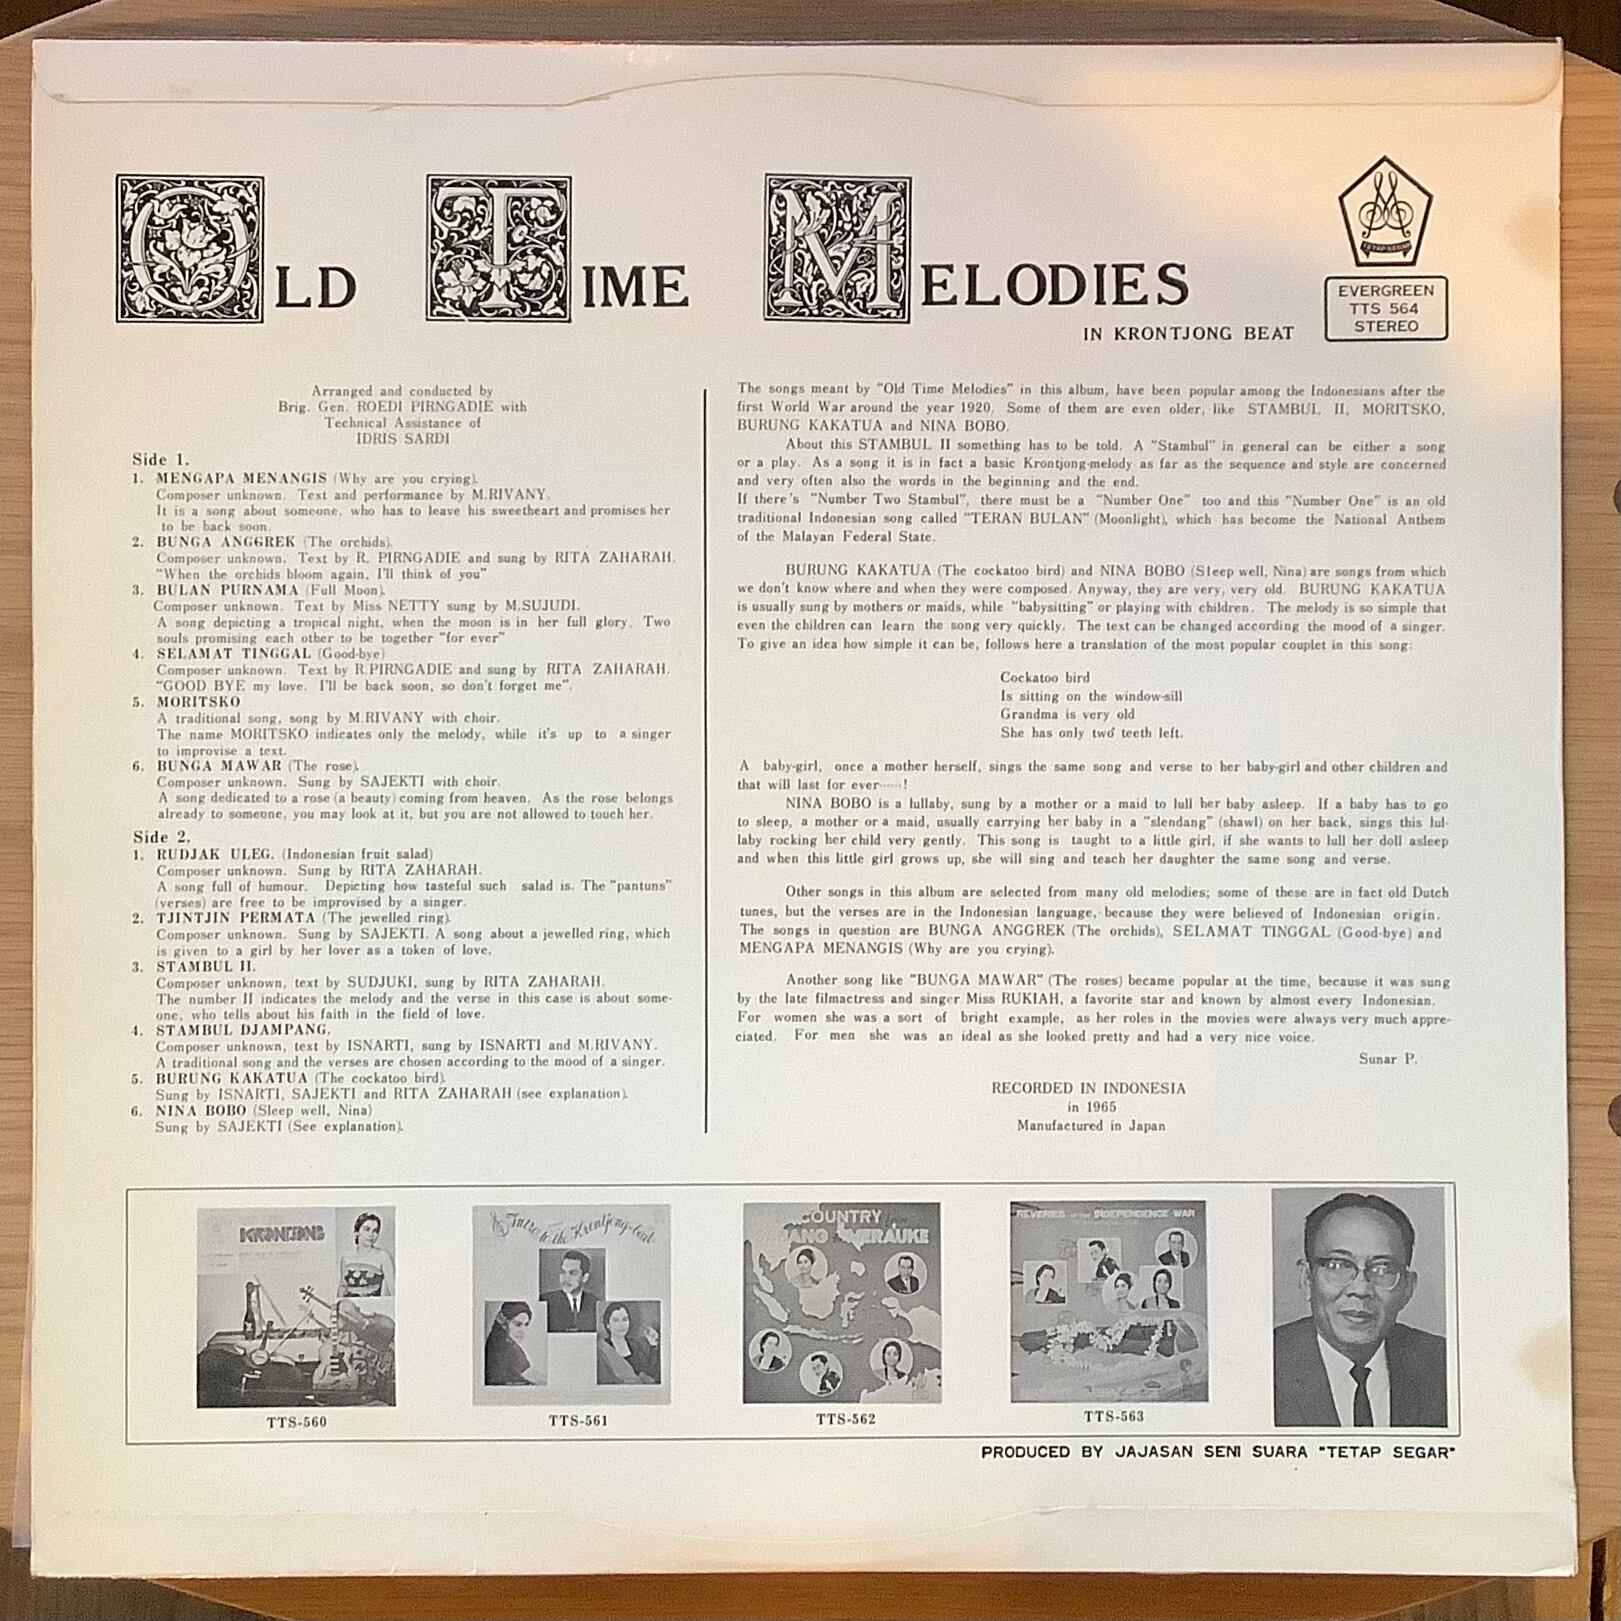 OLD TIME MELODIES
IN KRONTJONG BEAT
TETAP SEGAR
EVERGREEN
TTS 564
STEREO
Arranged and conducted by
Brig. Gen. ROEDI PIRNGADIE with
Technical Assistance of
IDRIS SARDI
Side 1.
1. MENGAPA MENANGIS (Why are you crying).
Composer unknown. Text and performance by M.RIVANY.
It is a song about someone, who has to leave his sweetheart and promises her
to be back soon.
2. BUNGA ANGGREK (The orchids).
Composer unknown. Text by R. PIRNGADIE and sung by RITA ZAHARAH.
"When the orchids bloom again, I'll think of you"
3. BULAN PURNAMA (Full Moon).
Composer unknown. Text by Miss NETTY sung by M.SUJUDI.
A song depicting a tropical night, when the moon is in her full glory. Two
souls promising each other to be together "for ever"
4. SELAMAT TINGGAL (Good-bye)
Composer unknown. Text by R.PIRNGADIE and sung by RITA ZAHARAH.
"GOOD BYE my love. I'll be back soon, so don't forget me".
5. MORITSKO
A traditional song, song by M.RIVANY with choir.
The name MORITSKO indicates only the melody, while it's up to a singer
to improvise a text.
6. BUNGA MAWAR (The rose).
Composer unknown. Sung by SAJEKTI with choir.
A song dedicated to a rose (a beauty) coming from heaven. As the rose belongs
already to someone, you may look at it, but you are not allowed to touch her.
Side 2.
1. RUDJAK ULEG. (Indonesian fruit salad)
Composer unknown. Sung by RITA ZAHARAH.
A song full of humour. Depicting how tasteful such salad is. The "pantuns"
(verses) are free to be improvised by a singer.
2. TJINTJIN PERMATA (The jewelled ring).
Composer unknown. Sung by SAJEKTI. A song about a jewelled ring, which
is given to a girl by her lover as a token of love.
3. STAMBUL II.
Composer unknown, text by SUDJUKI, sung by RITA ZAHARAH.
The number II indicates the melody and the verse in this case is about some-
one, who tells about his faith in the field of love.
4. STAMBUL DJAMPANG.
Composer unknown, text by ISNARTI, sung by ISNARTI and M.RIVANY.
A traditional song and the verses are chosen according to the mood of a singer.
5. BURUNG KAKATUA (The cockatoo bird).
Sung by ISNARTI, SAJEKTI and RITA ZAHARAH (see explanation).
6. NINA BOBO (Sleep well, Nina)
Sung by SAJEKTI (See explanation).
The songs meant by "Old Time Melodies" in this album, have been popular among the Indonesians after the
first World War around the year 1920. Some of them are even older, like STAMBUL II, MORITSKO,
BURUNG KAKATUA and NINA BOBO.
About this STAMBUL II something has to be told. A "Stambul" in general can be either a song
or a play. As a song it is in fact a basic Krontjong-melody as far as the sequence and style are concerned
and very often also the words in the beginning and the end.
If there's "Number Two Stambul", there must be a "Number One" too and this "Number One" is an old
traditional Indonesian song called "TERAN BULAN" (Moonlight), which has become the National Anthem
of the Malayan Federal State.
BURUNG KAKATUA (The cockatoo bird) and NINA BOBO (Sleep well, Nina) are songs from which
we don't know where and when they were composed. Anyway, they are very, very old. BURUNG KAKATUA
is usually sung by mothers or maids, while "babysitting" or playing with children. The melody is so simple that
even the children can learn the song very quickly. The text can be changed according the mood of a singer.
To give an idea how simple it can be, follows here a translation of the most popular couplet in this song:
Cockatoo bird
Is sitting on the window-sill
Grandma is very old
She has only two teeth left.
A baby-girl, once a mother herself, sings the same song and verse to her baby-girl and other children and
that will last for ever......!
NINA BOBO is a lullaby, sung by a mother or a maid to lull her baby asleep. If a baby has to go
to sleep, a mother or a maid, usually carrying her baby in a "slendang" (shawl) on her back, sings this lul-
laby rocking her child very gently. This song is taught to a little girl, if she wants to lull her doll asleep
and when this little girl grows up, she will sing and teach her daughter the same song and verse.
Other songs in this album are selected from many old melodies; some of these are in fact old Dutch
tunes, but the verses are in the Indonesian language, because they were believed of Indonesian origin.
The songs in question are BUNGA ANGGREK (The orchids), SELAMAT TINGGAL (Good-bye) and
MENGAPA MENANGIS (Why are you crying).
Another song like "BUNGA MAWAR" (The roses) became popular at the time, because it was sung
by the late filmactress and singer Miss RUKIAH, a favorite star and known by almost every Indonesian.
For women she was a sort of bright example, as her roles in the movies were always very much appre-
ciated. For men she was an ideal as she looked pretty and had a very nice voice.
Sunar P.
RECORDED IN INDONESIA
in 1965
Manufactured in Japan
Intro to the Krontjong-beat
COUNTRY
MERAUKE
REVERIES of the INDEPENDENCE WAR
TTS-560
TTS-561
TTS-562
TTS-563
PRODUCED BY JAJASAN SENI SUARA "TETAP SEGAR"